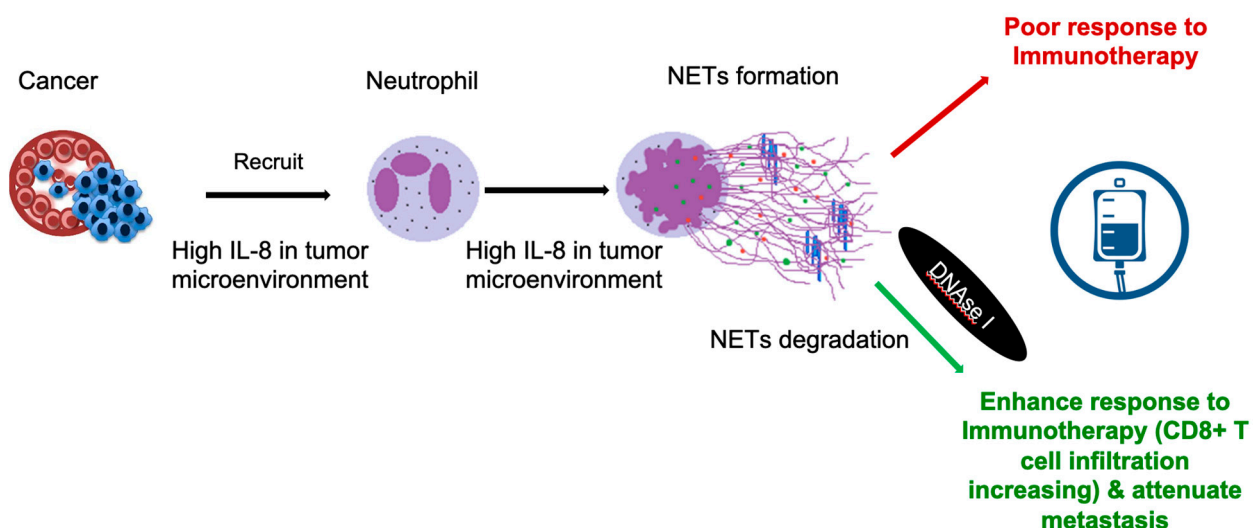 Cancer
Recruit
High IL-8 in tumor
microenvironment
Neutrophil
High IL-8 in tumor
microenvironment
NETs formation
Poor response to
Immunotherapy
DNAse I
NETs degradation
Enhance response to
Immunotherapy (CD8+ T
cell infiltration
increasing) & attenuate
metastasis